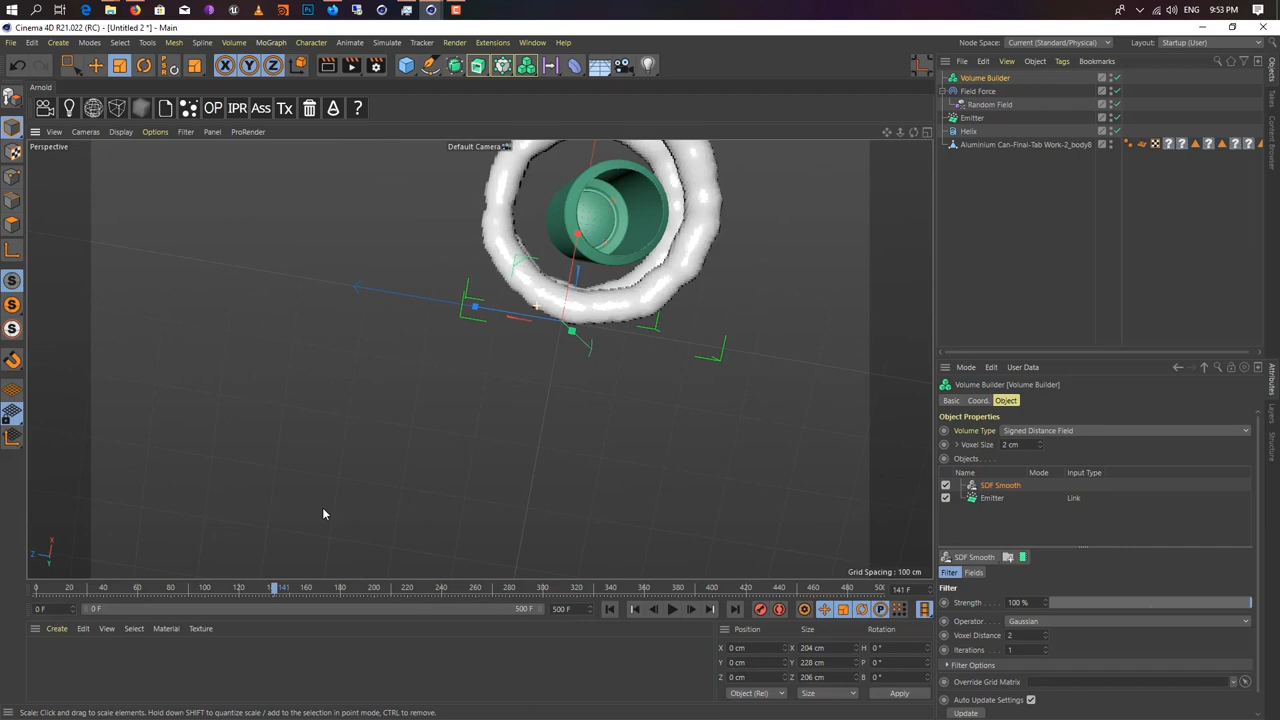 ENG 9:53 PM
Cinema 4D R21.022 (RC) - [Untitled 2 *] - Main
File Edit Create Modes Select Tools Mesh Spline Volume MoGraph Character Animate Simulate Tracker Render Extensions Window Help Node Space: Current (Standard/Physical) Layout: Startup (User)
X Y Z PSR
File Edit View Object Tags Bookmarks
Volume Builder
Field Force
Random Field
Emitter
Helix
Aluminium Can-Final-Tab Work-2_body8
Arnold
OP IPR Ass Tx ?
View Cameras Display Options Filter Panel ProRender
Perspective Default Camera
Objects
Takes
Content Browser
Mode Edit User Data
Volume Builder [Volume Builder]
Basic Coord. Object
Object Properties
Volume Type Signed Distance Field
Voxel Size 2 cm
Objects . . . .
Name Mode Input Type
SDF Smooth
Emitter Link
SDF Smooth
Filter Fields
Filter
Strength . . . . 100 %
Operator . . . . Gaussian
Voxel Distance 2
Iterations . . . . 1
Filter Options
Override Grid Matrix
Auto Update Settings
Update
Attributes
Layers
Structure
X
Z
Y
Grid Spacing : 100 cm
0 20 40 60 80 100 120 141 160 180 200 220 240 260 280 300 320 340 360 380 400 420 440 460 480 500 141 F
0 F 0 F 500 F 500 F
Create Edit View Select Material Texture
Position Size Rotation
X 0 cm X 204 cm H 0 °
Y 0 cm Y 228 cm P 0 °
Z 0 cm Z 206 cm B 0 °
Object (Rel) Size Apply
Scale: Click and drag to scale elements. Hold down SHIFT to quantize scale / add to the selection in point mode, CTRL to remove.